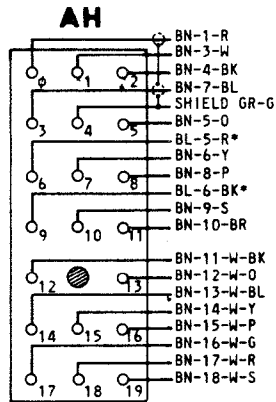 AH
BN-1-R
BN-3-W
BN-4-BK
BN-7-BL
SHIELD GR-G
BN-5-O
BL-5-R*
BN-6-Y
BN-8-P
BL-6-BK*
BN-9-S
BN-10-BR
BN-11-W-BK
BN-12-W-O
BN-13-W-BL
BN-14-W-Y
BN-15-W-P
BN-16-W-G
BN-17-W-R
BN-18-W-S
0 1 2
3 4 5
6 7 8
9 10 11
12 13
14 15 16
17 18 19